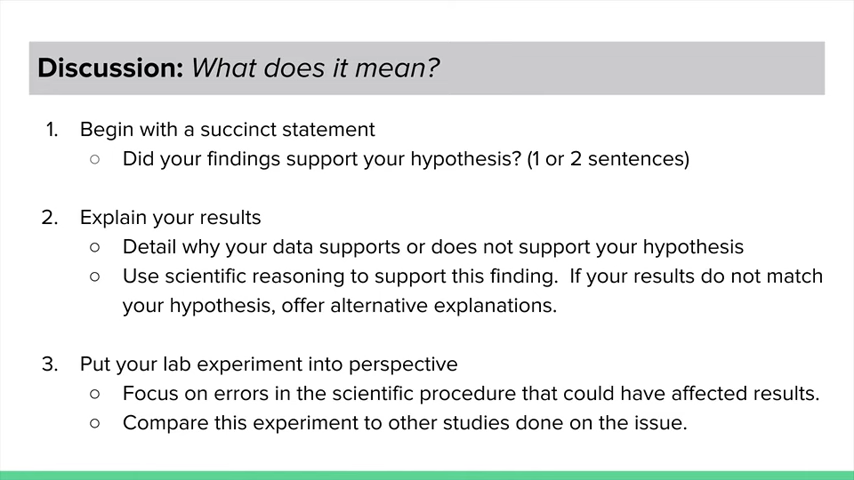 Discussion: What does it mean?
1. Begin with a succinct statement
○ Did your findings support your hypothesis? (1 or 2 sentences)
2. Explain your results
○ Detail why your data supports or does not support your hypothesis
○ Use scientific reasoning to support this finding.  If your results do not match
your hypothesis, offer alternative explanations.
3. Put your lab experiment into perspective
○ Focus on errors in the scientific procedure that could have affected results.
○ Compare this experiment to other studies done on the issue.